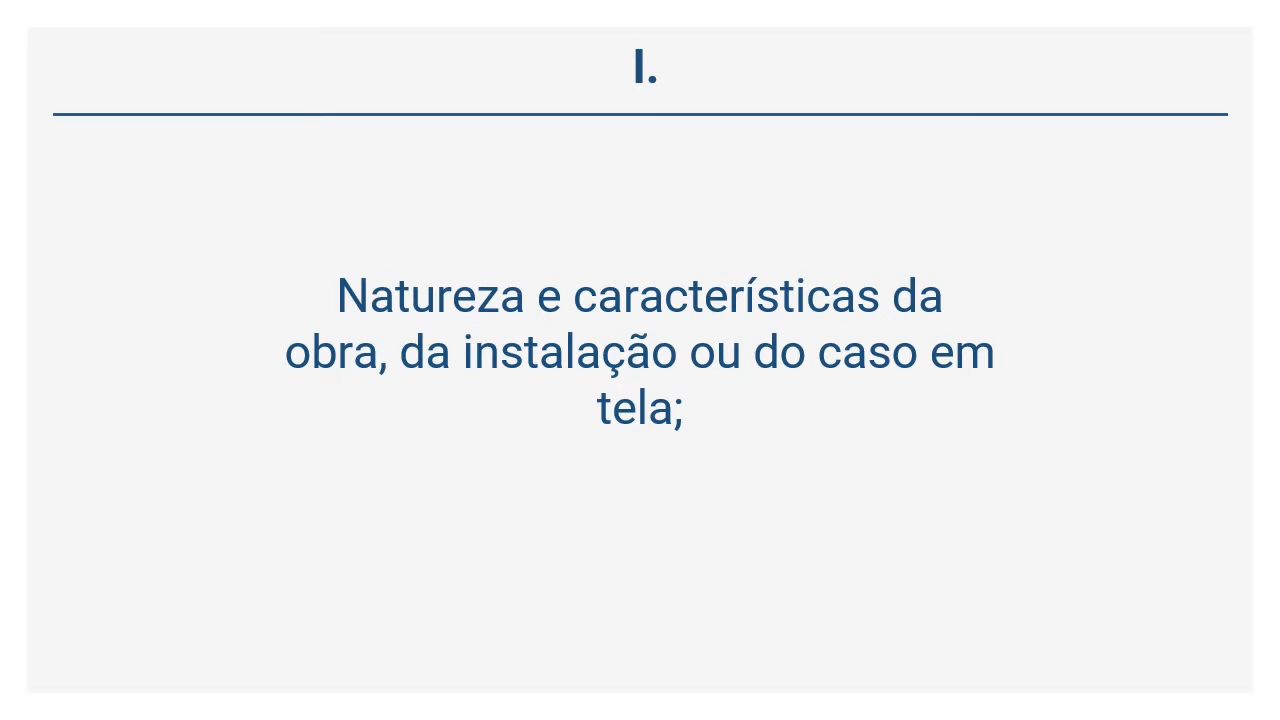 I.
Natureza e características da
obra, da instalação ou do caso em
tela;